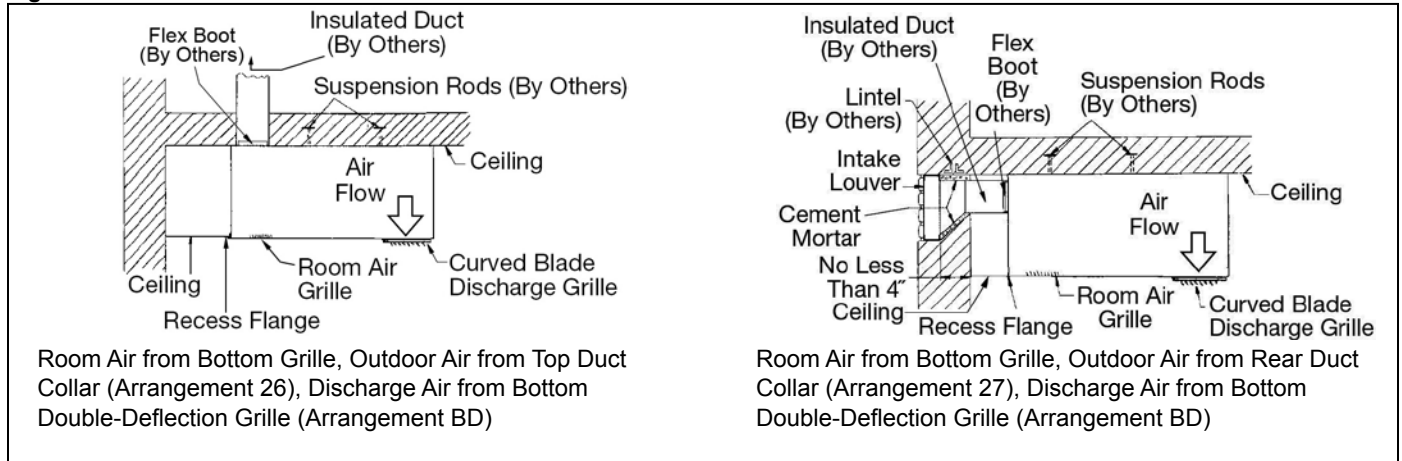 Insulated Duct
(By Others)
Flex Boot
(By Others)
Suspension Rods (By Others)
Ceiling
Air
Flow
Room Air
Grille
Curved Blade
Discharge Grille
Ceiling
Recess Flange
Room Air from Bottom Grille, Outdoor Air from Top Duct
Collar (Arrangement 26), Discharge Air from Bottom
Double-Deflection Grille (Arrangement BD)
Insulated Duct
(By Others)
Flex
Boot
(By
Others)
Suspension Rods
(By Others)
Lintel
(By Others)
Intake
Louver
Ceiling
Air
Flow
Cement
Mortar
No Less
Than 4"
Ceiling
Recess Flange
Room Air
Grille
Curved Blade
Discharge Grille
Room Air from Bottom Grille, Outdoor Air from Rear Duct
Collar (Arrangement 27), Discharge Air from Bottom
Double-Deflection Grille (Arrangement BD)